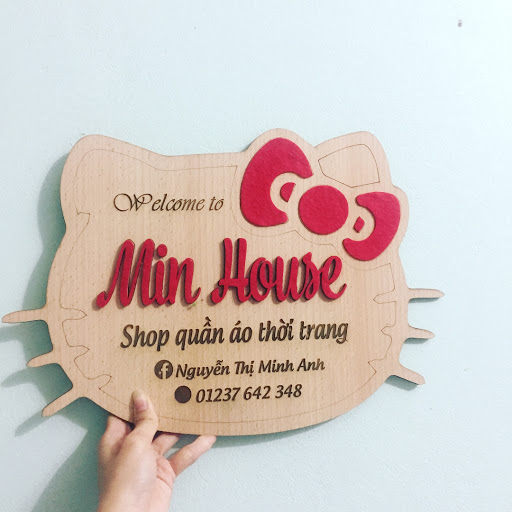 Welcome to
Min House
Shop quần áo thời trang
Nguyễn Thị Minh Anh
01237 642 348